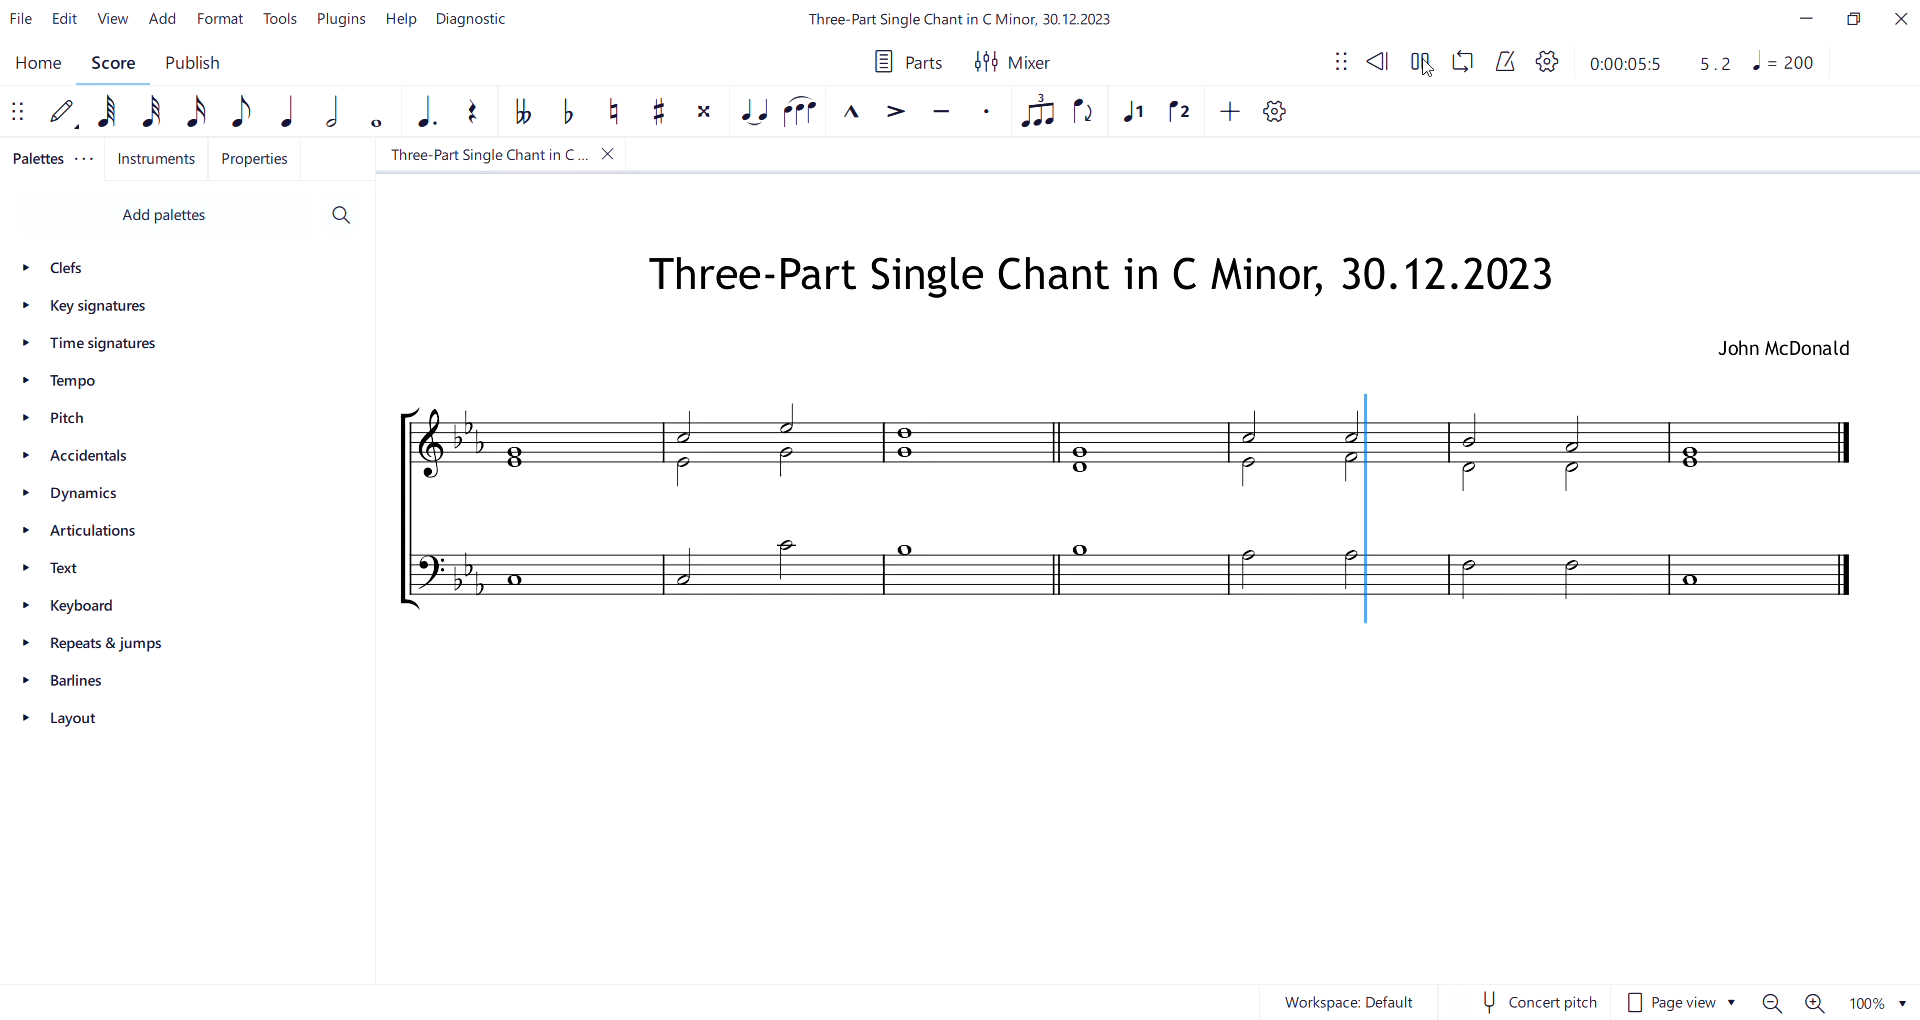 File Edit View Add Format Tools Plugins Help Diagnostic
Three-Part Single Chant in C Minor, 30.12.2023
Home Score Publish
Parts Mixer
0:00:05:5 5 . 2 = 200
3
1 2
Palettes ··· Instruments Properties
Three-Part Single Chant in C ...
Add palettes
Clefs
Key signatures
Time signatures
Tempo
Pitch
Accidentals
Dynamics
Articulations
Text
Keyboard
Repeats & jumps
Barlines
Layout
Three-Part Single Chant in C Minor, 30.12.2023
John McDonald
Workspace: Default Concert pitch Page view 100%